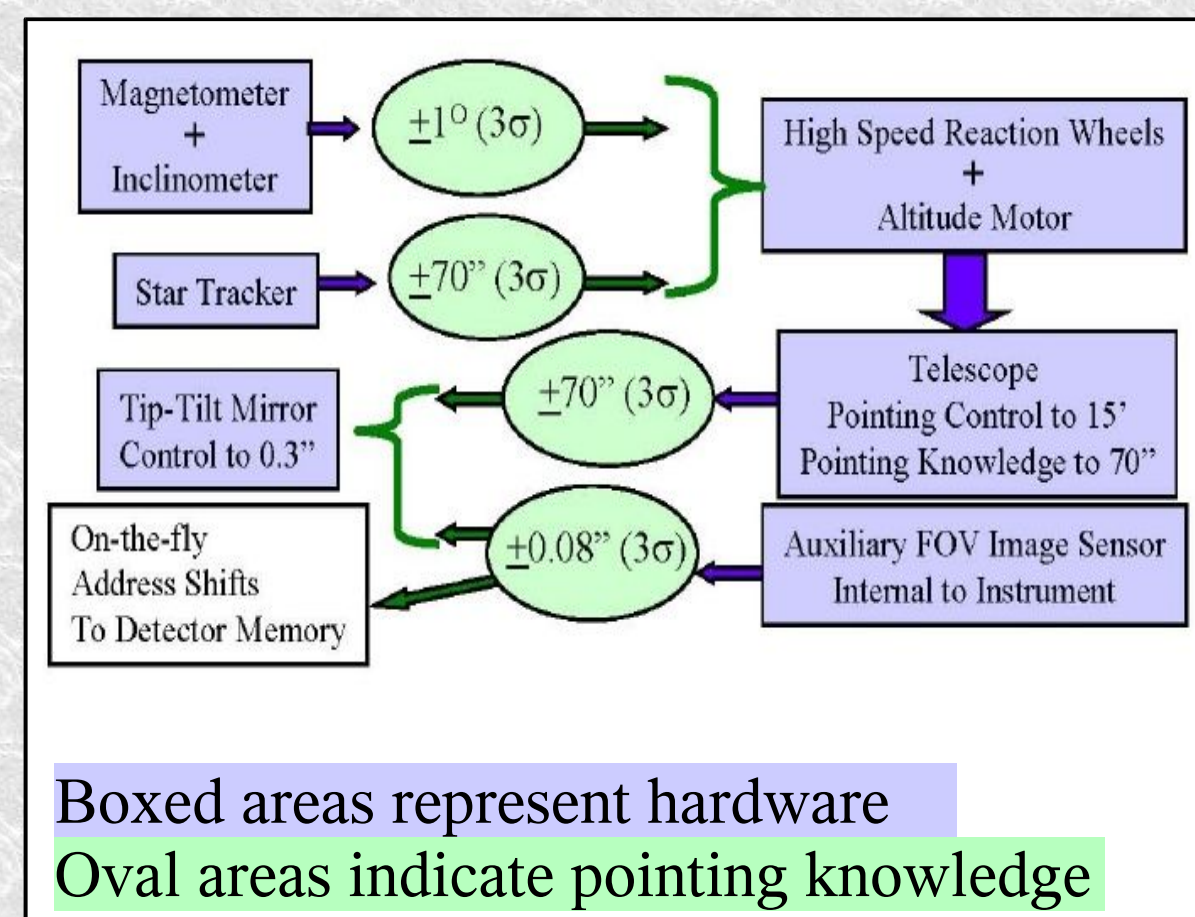 Magnetometer
+
Inclinometer
±1° (3σ)
High Speed Reaction Wheels
+
Altitude Motor
Star Tracker
±70” (3σ)
Tip-Tilt Mirror
Control to 0.3”
±70” (3σ)
Telescope
Pointing Control to 15’
Pointing Knowledge to 70”
On-the-fly
Address Shifts
To Detector Memory
±0.08” (3σ)
Auxiliary FOV Image Sensor
Internal to Instrument
Boxed areas represent hardware
Oval areas indicate pointing knowledge